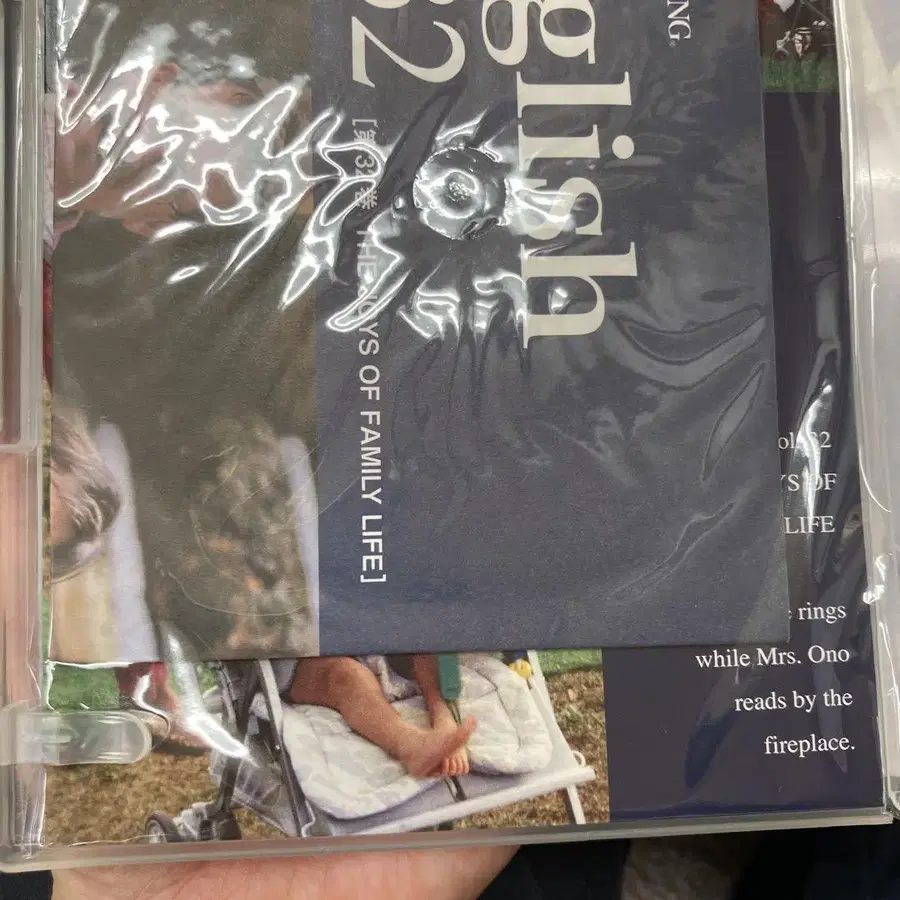 NG
glish
32
[第32巻 THE JOYS OF FAMILY LIFE]
ol. 32
YS OF
LIFE
e rings
while Mrs. Ono
reads by the
fireplace.